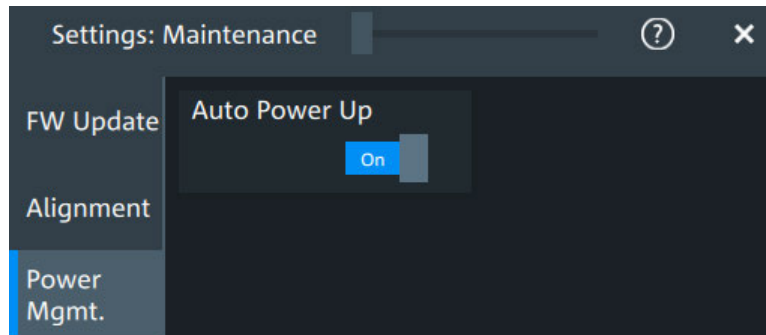 Settings: Maintenance
?
×
FW Update
Auto Power Up
On
Alignment
Power
Mgmt.